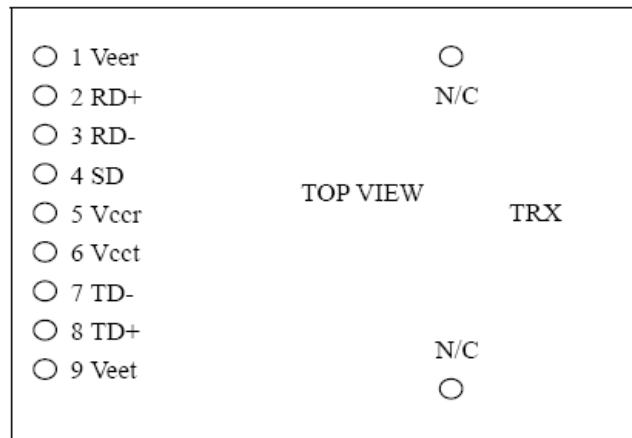 1 Veer
2 RD+
3 RD-
4 SD
5 Vccr
6 Vcct
7 TD-
8 TD+
9 Veet
N/C
TOP VIEW
TRX
N/C